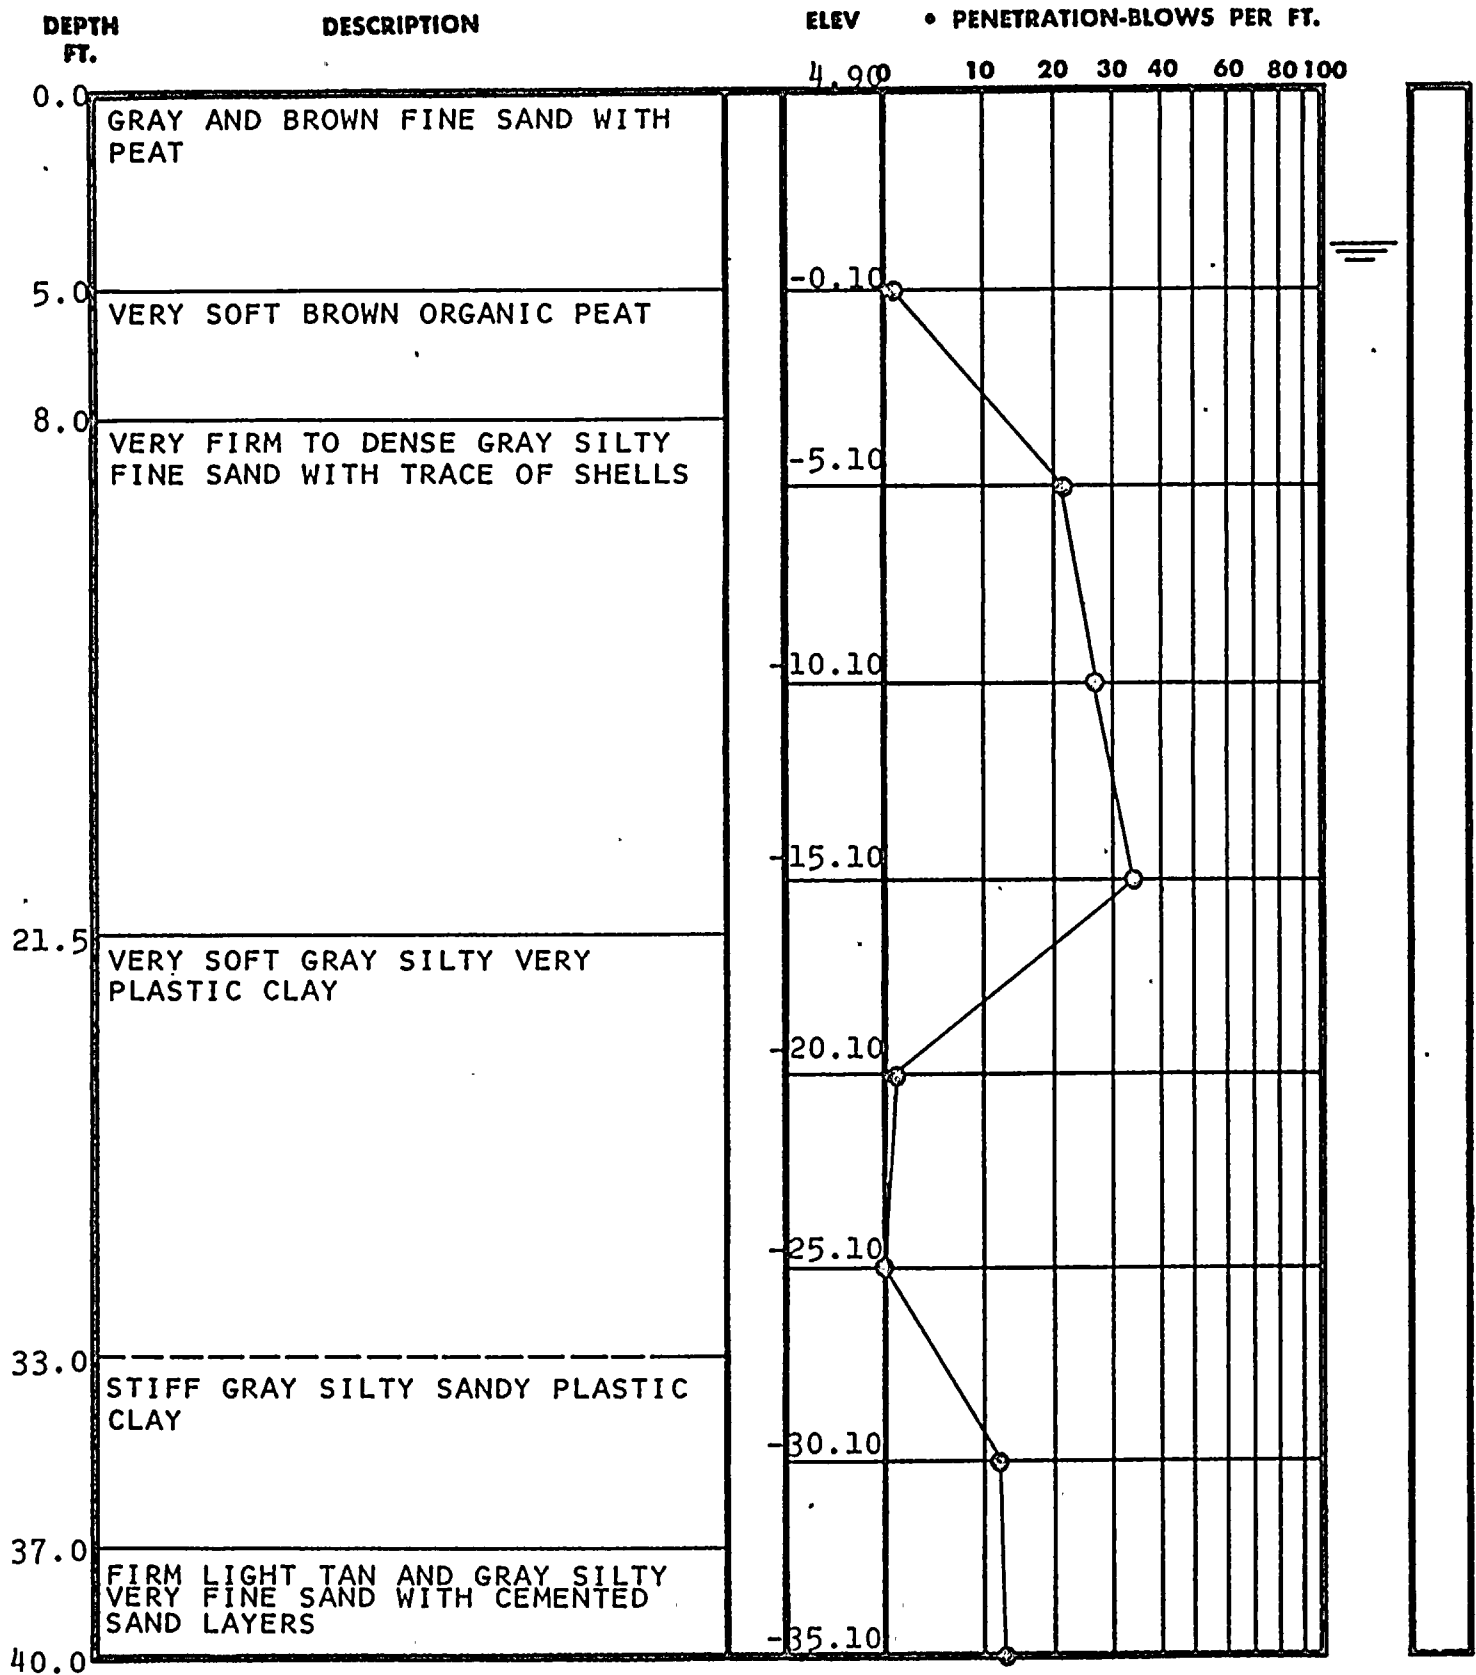 DEPTH FT.
DESCRIPTION
ELEV
• PENETRATION-BLOWS PER FT.
4.90
0 10 20 30 40 60 80 100
0.0
GRAY AND BROWN FINE SAND WITH
PEAT
-0.10
5.0
VERY SOFT BROWN ORGANIC PEAT
8.0
VERY FIRM TO DENSE GRAY SILTY
FINE SAND WITH TRACE OF SHELLS
-5.10
-10.10
-15.10
21.5
VERY SOFT GRAY SILTY VERY
PLASTIC CLAY
-20.10
-25.10
33.0
STIFF GRAY SILTY SANDY PLASTIC
CLAY
-30.10
37.0
FIRM LIGHT TAN AND GRAY SILTY
VERY FINE SAND WITH CEMENTED
SAND LAYERS
-35.10
40.0